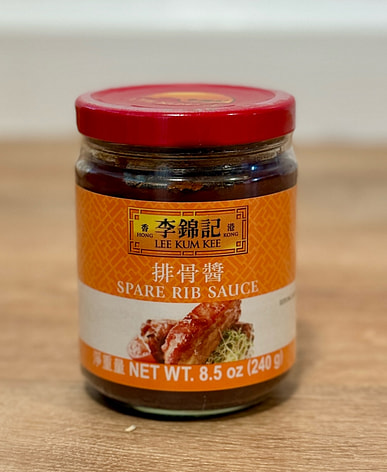 香港 李錦記
HONG KONG LEE KUM KEE
排骨醬
SPARE RIB SAUCE
淨重量 NET WT. 8.5 oz (240 g)